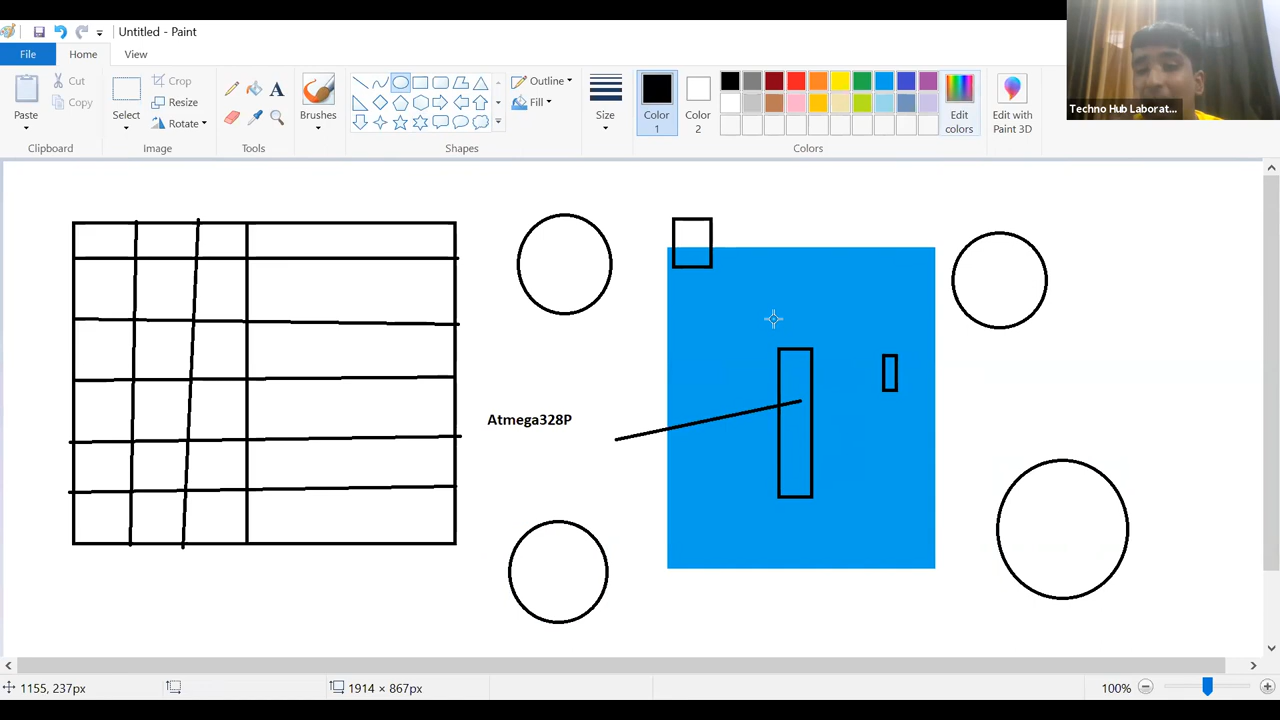 Untitled - Paint
File
Home
View
Paste
Cut
Copy
Clipboard
Select
Crop
Resize
Rotate
Image
A
Tools
Brushes
Shapes
Outline
Fill
Size
Color
1
Color
2
Edit
colors
Colors
Edit with
Paint 3D
Techno Hub Laborat...
Atmega328P
1155, 237px
1914 × 867px
100%